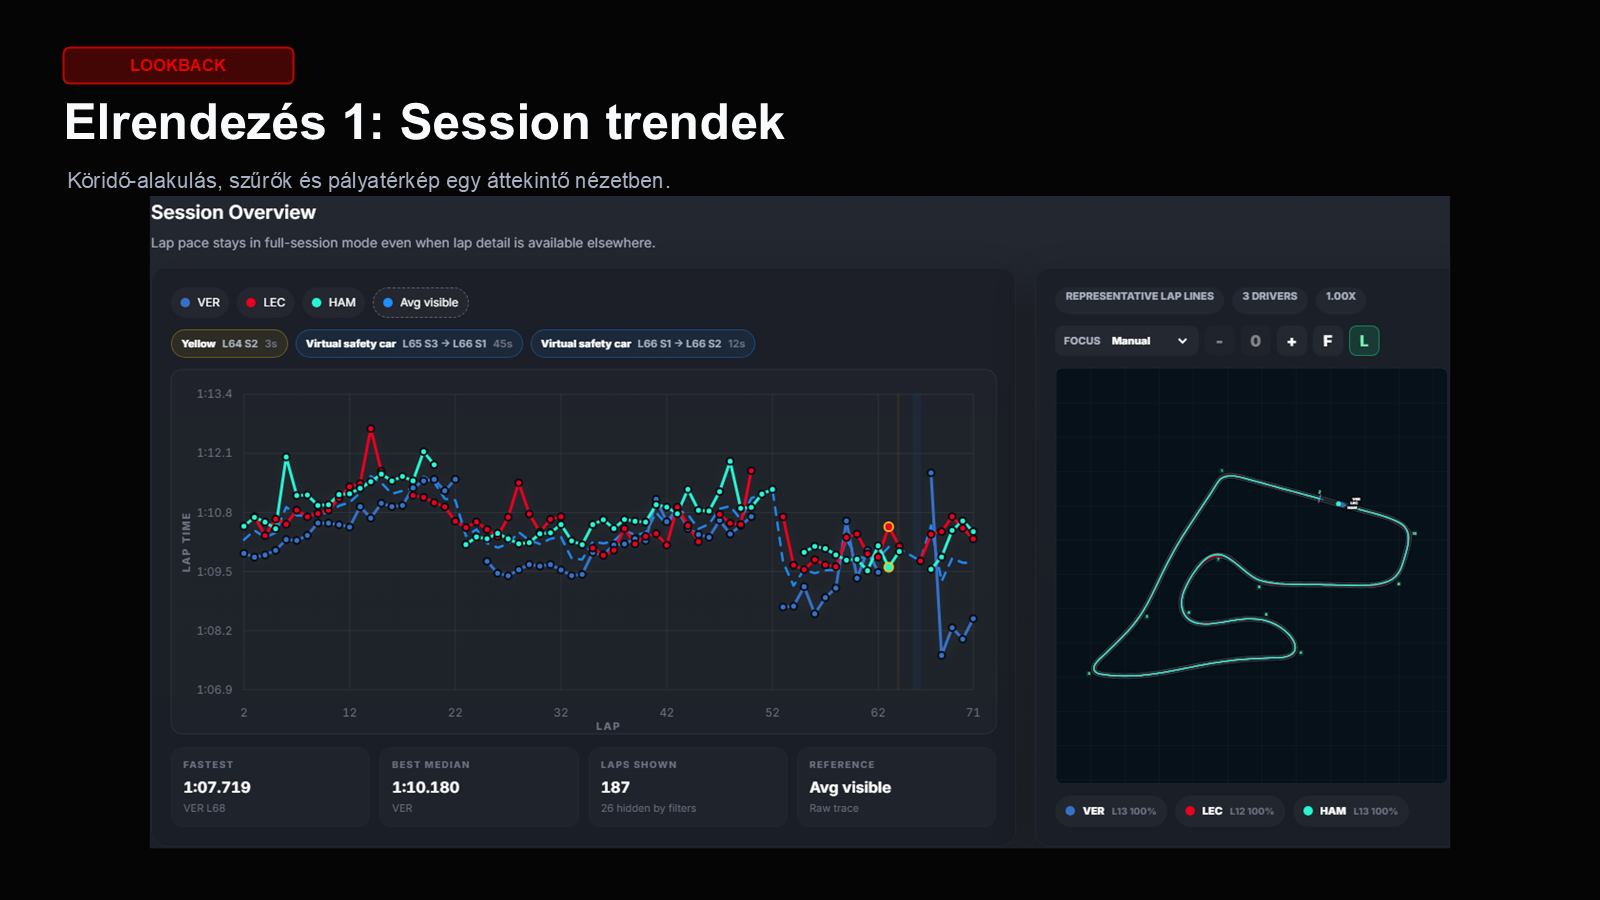 LOOKBACK
Elrendezés 1: Session trendek
Köridő-alakulás, szűrők és pályatérkép egy áttekintő nézetben.
Session Overview
Lap pace stays in full-session mode even when lap detail is available elsewhere.
VER LEC HAM Avg visible
Yellow L64 S2 3s Virtual safety car L65 S3 → L66 S1 45s Virtual safety car L66 S1 → L66 S2 12s
1:13.4
1:12.1
1:10.8
1:09.5
1:08.2
1:06.9
LAP TIME
2 12 22 32 42 52 62 71
LAP
FASTEST
1:07.719
VER L68
BEST MEDIAN
1:10.180
VER
LAPS SHOWN
187
26 hidden by filters
REFERENCE
Avg visible
Raw trace
REPRESENTATIVE LAP LINES 3 DRIVERS 1.00X
FOCUS Manual - 0 + F L
VER L13 100% LEC L12 100% HAM L13 100%